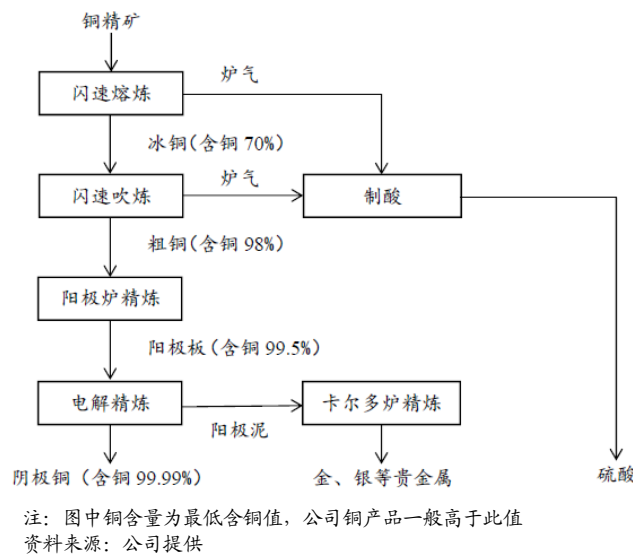 铜精矿
炉气
闪速熔炼
冰铜(含铜 70%)
炉气
闪速吹炼
制酸
粗铜(含铜 98%)
阳极炉精炼
阳极板(含铜 99.5%)
电解精炼
卡尔多炉精炼
阳极泥
阴极铜（含铜 99.99%）
金、银等贵金属
硫酸
注：图中铜含量为最低含铜值，公司铜产品一般高于此值
资料来源：公司提供